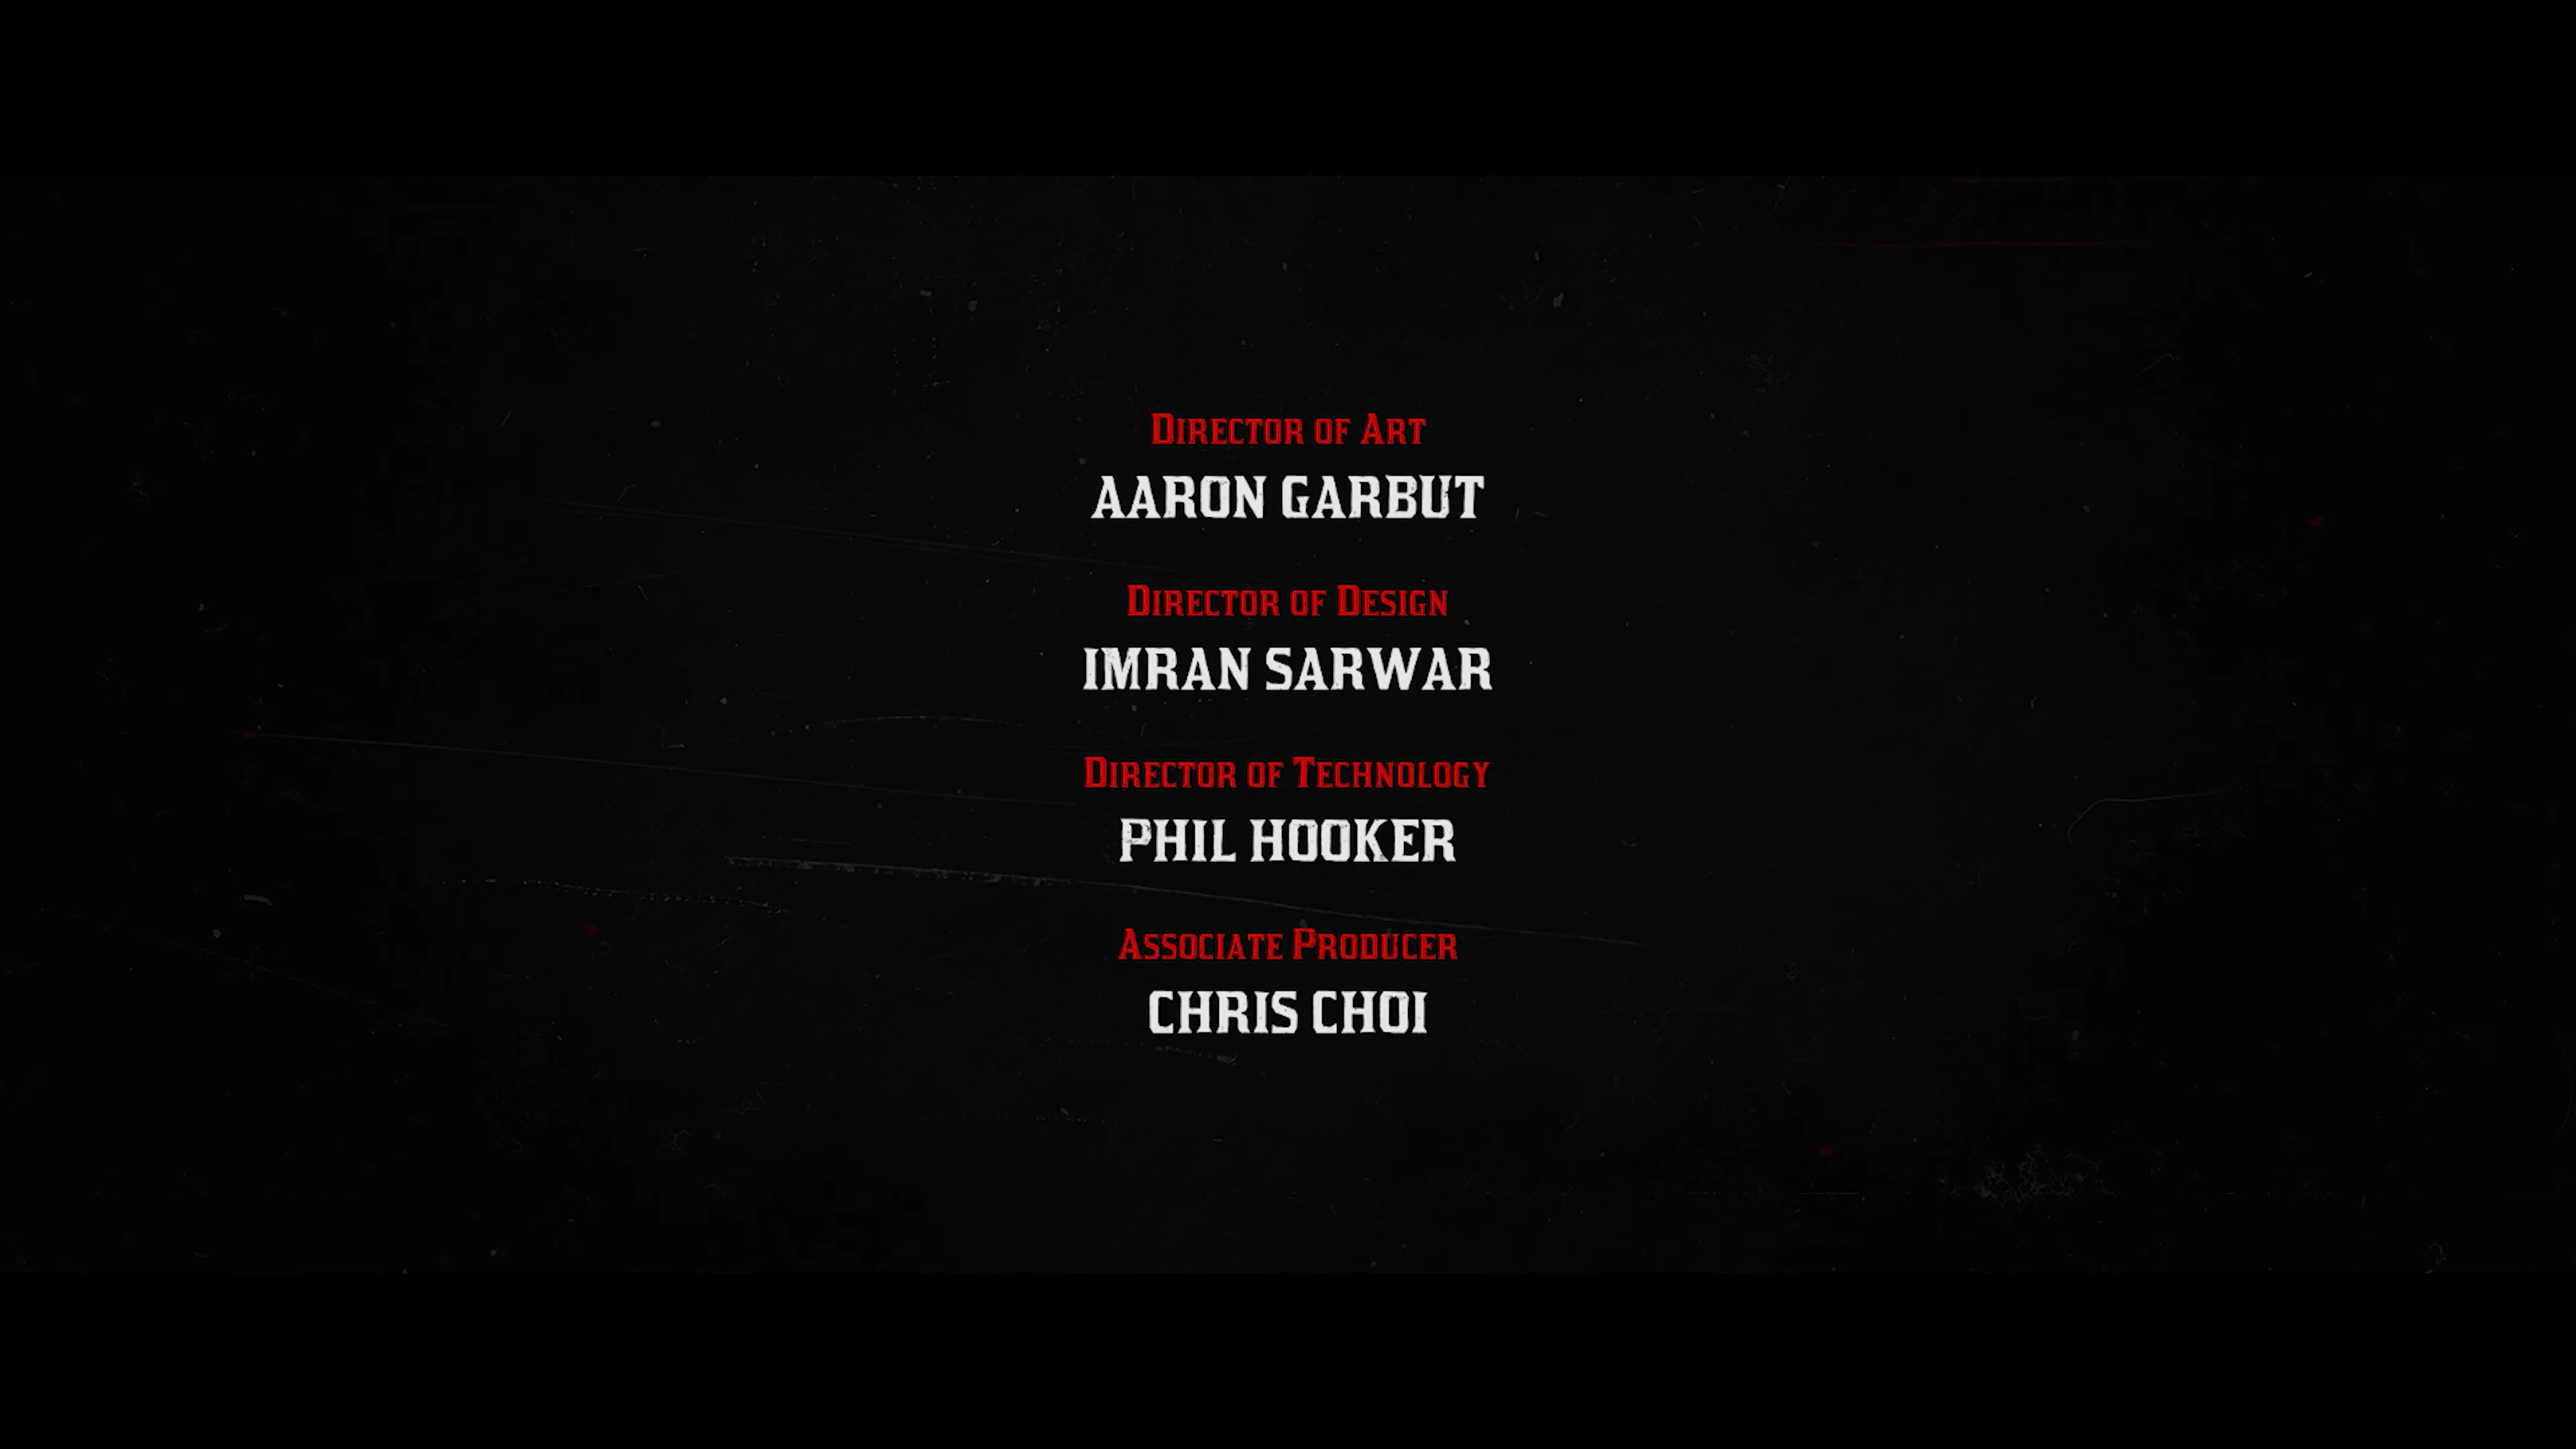 Director of Art
AARON GARBUT
Director of Design
IMRAN SARWAR
Director of Technology
PHIL HOOKER
Associate Producer
CHRIS CHOI